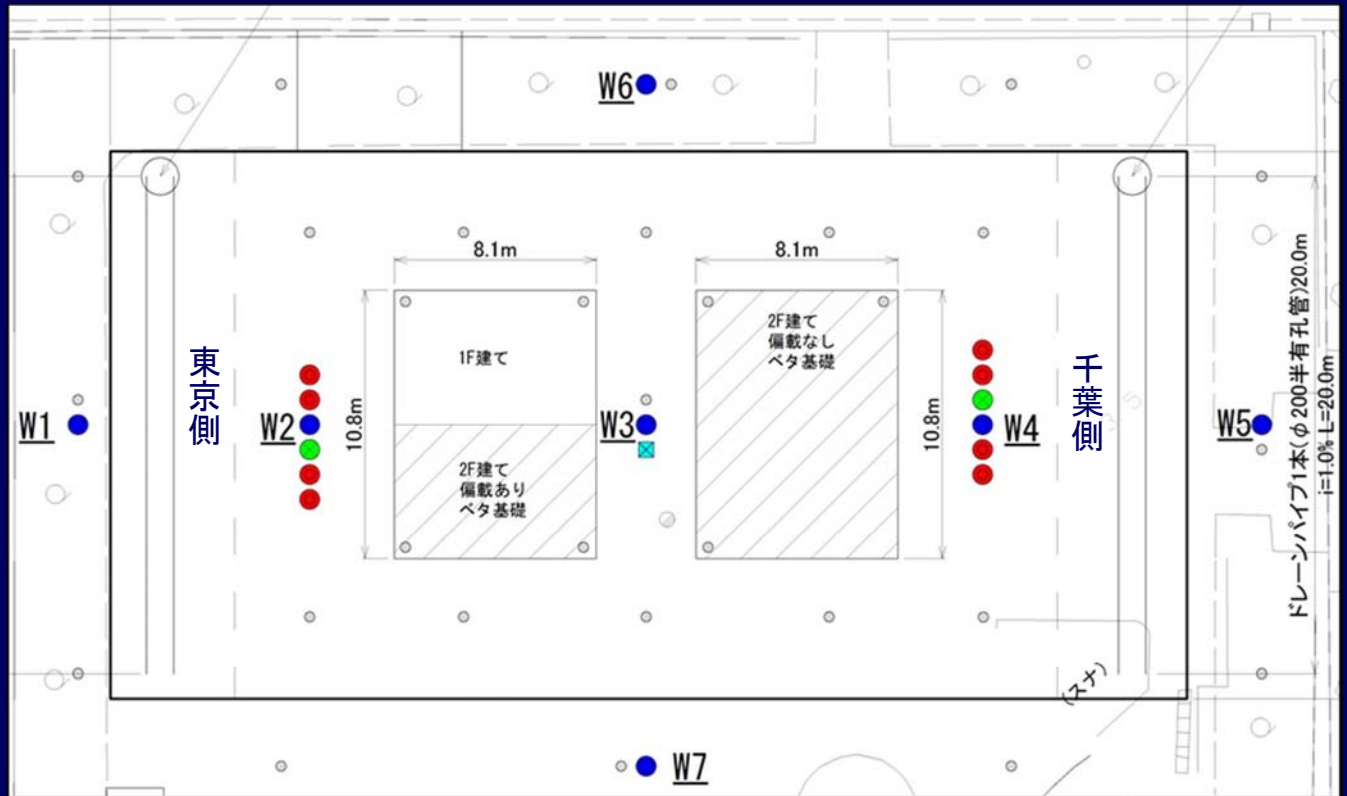 W6
8.1m
8.1m
1F建て
2F建て
偏載なし
ベタ基礎
東京側
千葉側
10.8m
10.8m
W1
W2
W3
W4
W5
2F建て
偏載あり
ベタ基礎
ドレーンパイプ1本(φ200半有孔管)20.0m
i=1.0% L=20.0m
(スナ)
W7